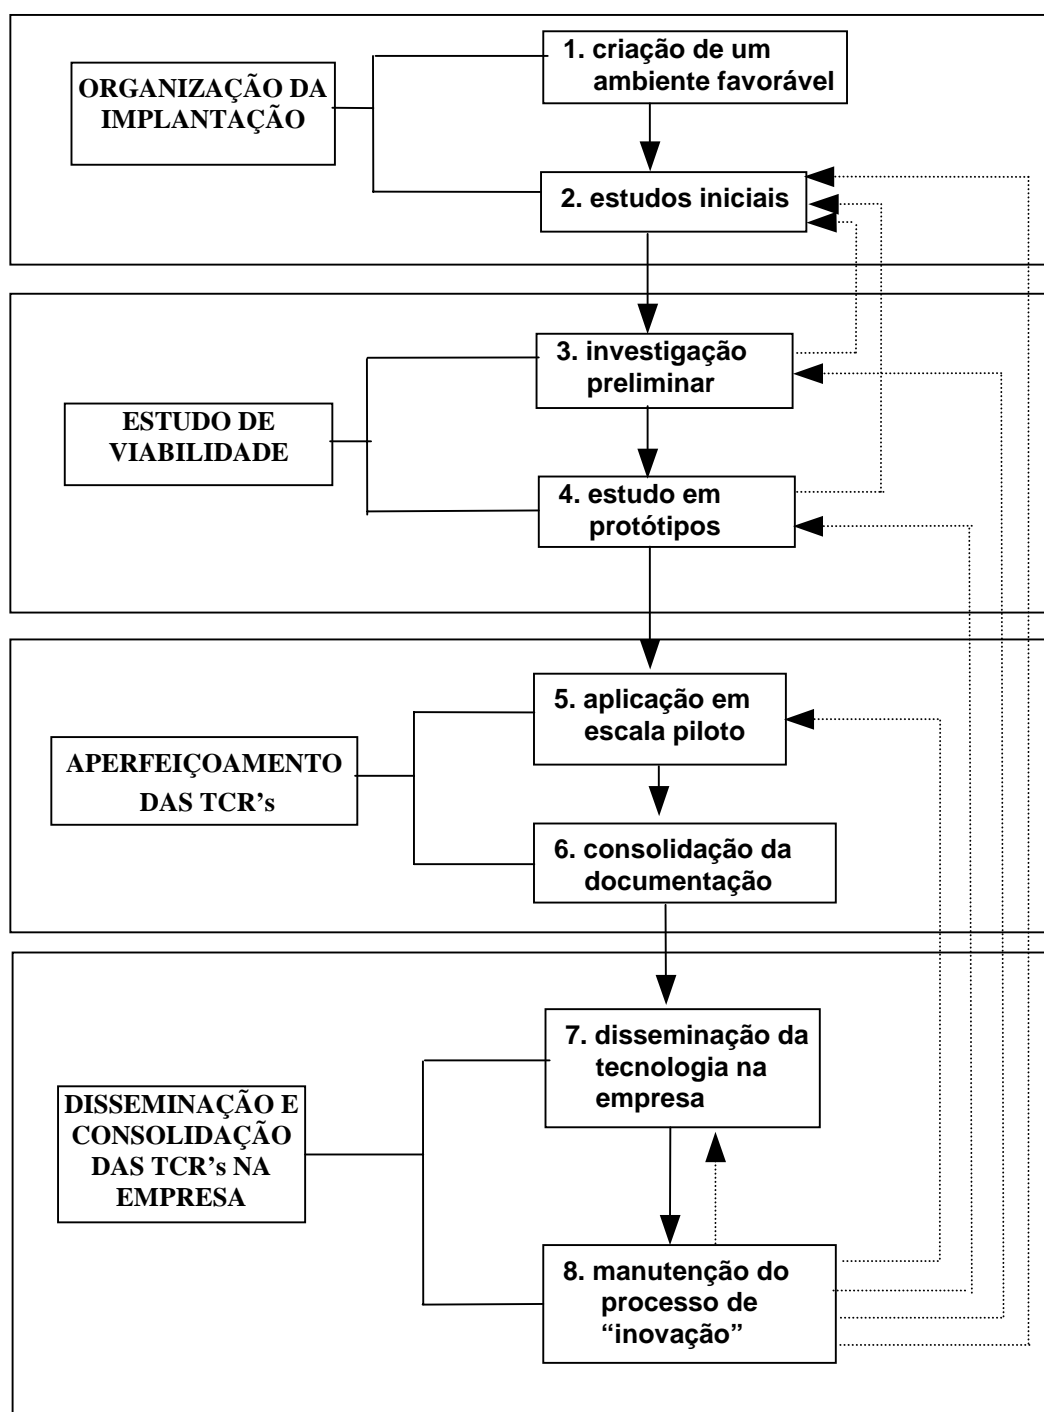 ORGANIZAÇÃO DA
IMPLANTAÇÃO
1. criação de um
ambiente favorável
2. estudos iniciais
ESTUDO DE
VIABILIDADE
3. investigação
preliminar
4. estudo em
protótipos
APERFEIÇOAMENTO
DAS TCR's
5. aplicação em
escala piloto
6. consolidação da
documentação
DISSEMINAÇÃO E
CONSOLIDAÇÃO
DAS TCR's NA
EMPRESA
7. disseminação da
tecnologia na
empresa
8. manutenção do
processo de
“inovação”